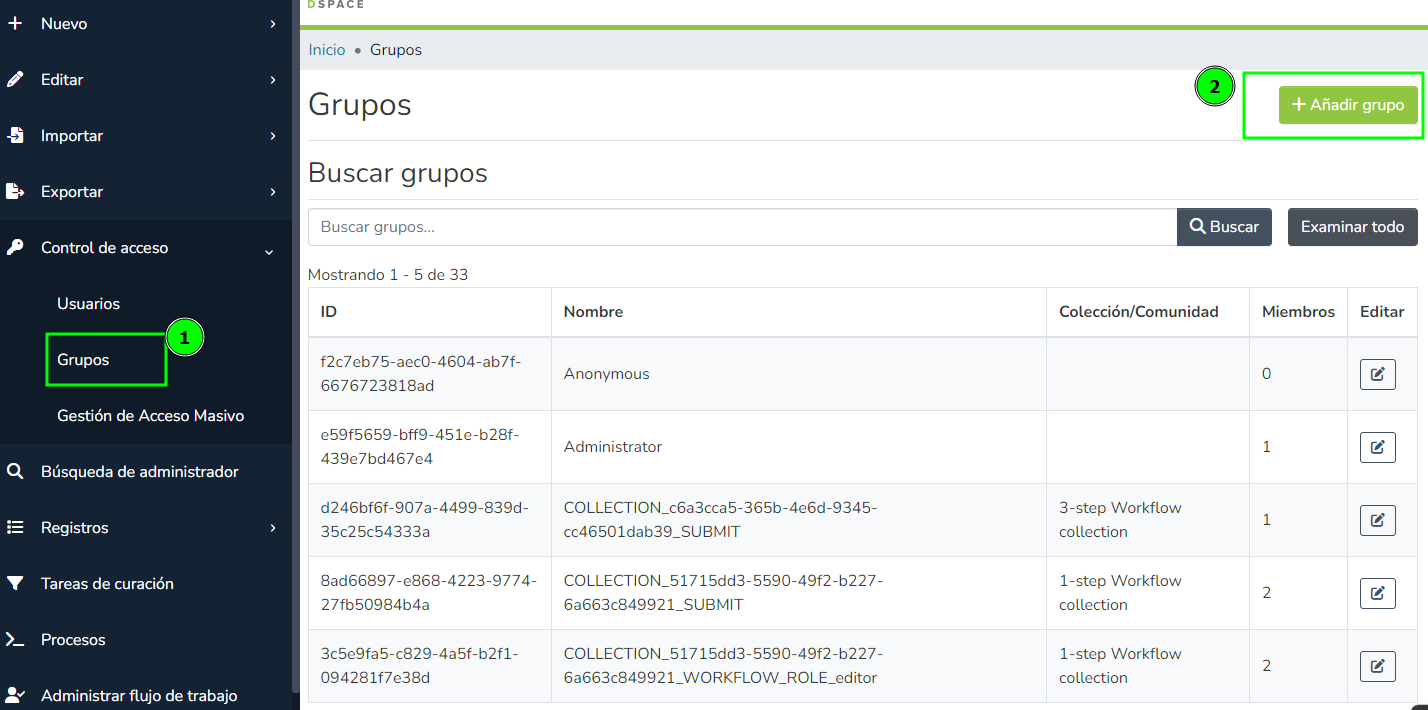 DSPACE
Nuevo
Editar
Importar
Exportar
Control de acceso
Usuarios
Grupos
1
Gestión de Acceso Masivo
Búsqueda de administrador
Registros
Tareas de curación
Procesos
Administrar flujo de trabajo
Inicio • Grupos
Grupos
2
+ Añadir grupo
Buscar grupos
Buscar grupos...
Buscar
Examinar todo
Mostrando 1 - 5 de 33
ID Nombre Colección/Comunidad Miembros Editar
f2c7eb75-aec0-4604-ab7f-
6676723818ad
Anonymous
0
e59f5659-bff9-451e-b28f-
439e7bd467e4
Administrator
1
d246bf6f-907a-4499-839d-
35c25c54333a
COLLECTION_c6a3cca5-365b-4e6d-9345-
cc46501dab39_SUBMIT
3-step Workflow
collection
1
8ad66897-e868-4223-9774-
27fb50984b4a
COLLECTION_51715dd3-5590-49f2-b227-
6a663c849921_SUBMIT
1-step Workflow
collection
2
3c5e9fa5-c829-4a5f-b2f1-
094281f7e38d
COLLECTION_51715dd3-5590-49f2-b227-
6a663c849921_WORKFLOW_ROLE_editor
1-step Workflow
collection
2